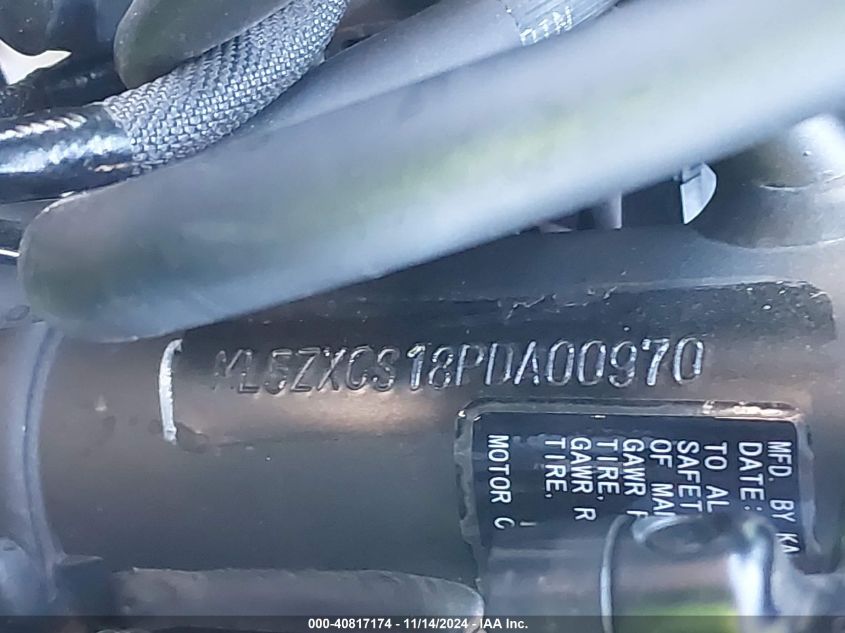 ML5ZXCS18PDA00970
MFD. BY KA
DATE:
TO AL
SAFET
OF MA
GAWR F
TIRE, R
GAWR R
TIRE,
MOTOR C
000-40817174 - 11/14/2024 - IAA Inc.